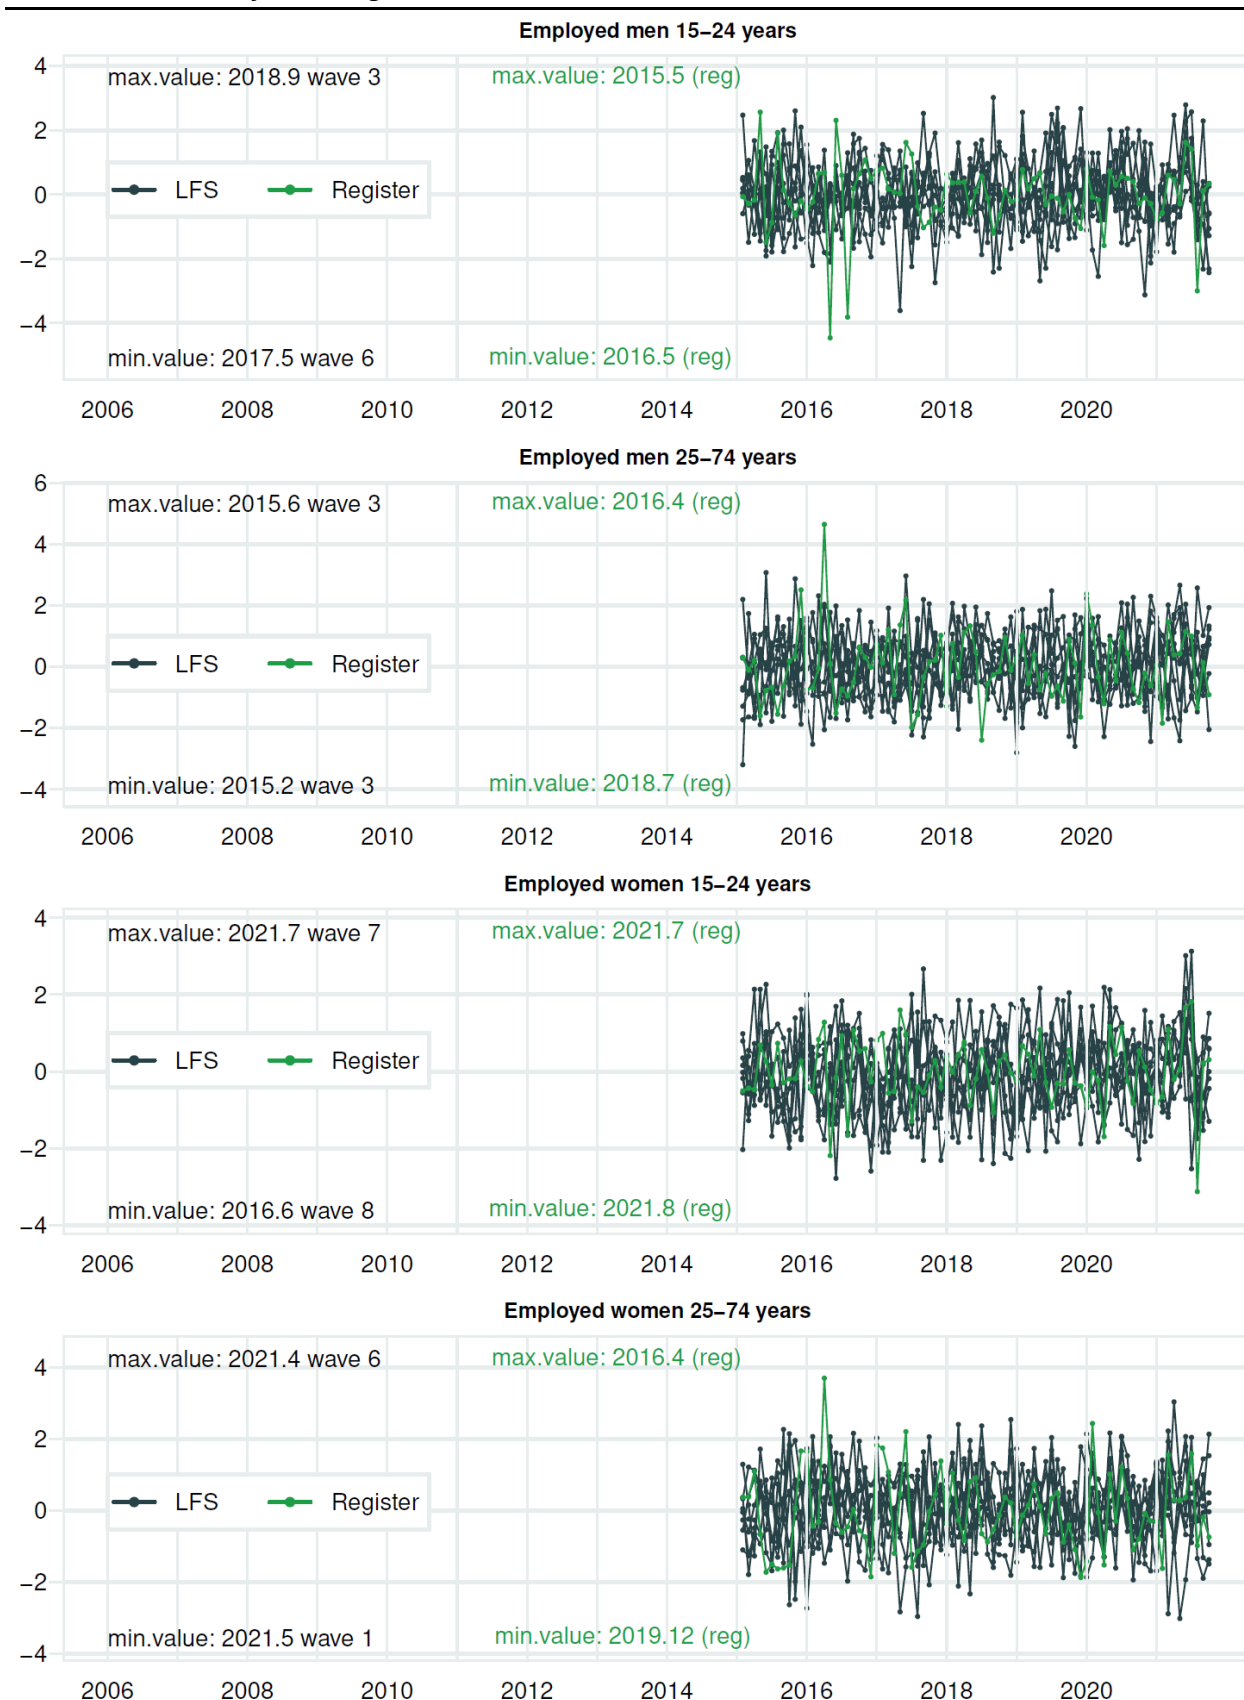 Employed men 15–24 years
4
max.value: 2018.9 wave 3 max.value: 2015.5 (reg)
2
0
LFS Register
−2
−4
min.value: 2017.5 wave 6 min.value: 2016.5 (reg)
2006 2008 2010 2012 2014 2016 2018 2020
Employed men 25–74 years
6
max.value: 2015.6 wave 3 max.value: 2016.4 (reg)
4
2
0
LFS Register
−2
−4
min.value: 2015.2 wave 3 min.value: 2018.7 (reg)
2006 2008 2010 2012 2014 2016 2018 2020
Employed women 15–24 years
4
max.value: 2021.7 wave 7 max.value: 2021.7 (reg)
2
0
LFS Register
−2
min.value: 2016.6 wave 8 min.value: 2021.8 (reg)
−4
2006 2008 2010 2012 2014 2016 2018 2020
Employed women 25–74 years
4
max.value: 2021.4 wave 6 max.value: 2016.4 (reg)
2
0
LFS Register
−2
min.value: 2021.5 wave 1 min.value: 2019.12 (reg)
−4
2006 2008 2010 2012 2014 2016 2018 2020